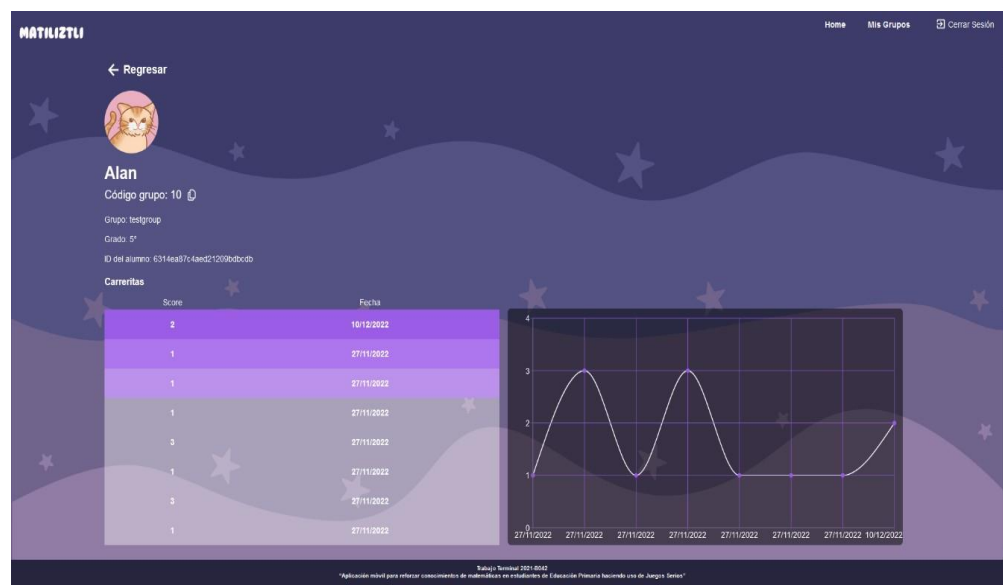 MATILIZTLI
Home Mis Grupos Cerrar Sesión
← Regresar
Alan
Código grupo: 10
Grupo: testgroup
Grado: 5°
ID del alumno: 6314ea87c4aed21209bdbcdb
Carreritas
Score Fecha
2 10/12/2022
1 27/11/2022
1 27/11/2022
1 27/11/2022
3 27/11/2022
1 27/11/2022
3 27/11/2022
1 27/11/2022
4
3
2
1
0
27/11/2022 27/11/2022 27/11/2022 27/11/2022 27/11/2022 27/11/2022 27/11/2022 10/12/2022
Trabajo Terminal 2021-B042
"Aplicación móvil para reforzar conocimientos de matemáticas en estudiantes de Educación Primaria haciendo uso de Juegos Serios"